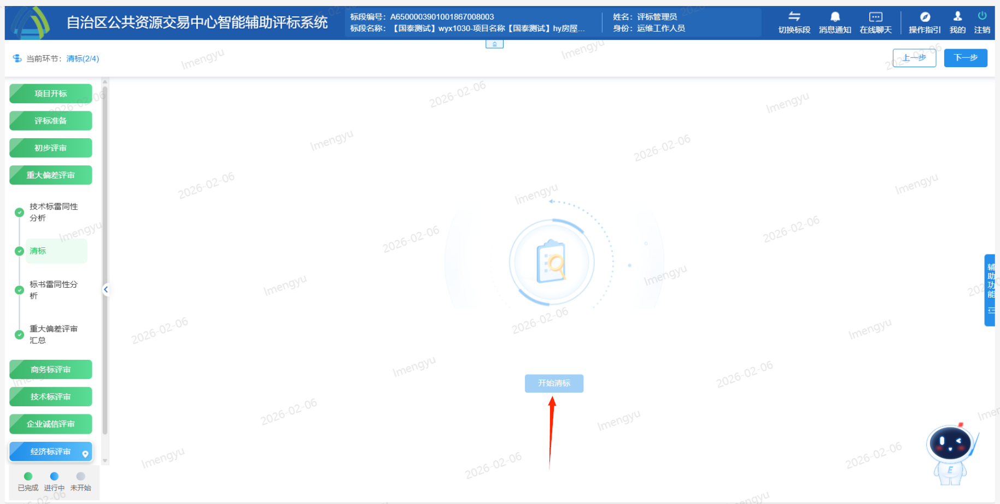 自治区公共资源交易中心智能辅助评标系统
标段编号：A6500003901001867008003
标段名称：【国泰测试】wyx1030-项目名称【国泰测试】hy房屋...
姓名：评标管理员
身份：运维工作人员
切换标段
消息通知
在线聊天
操作指引
我的
注销
当前环节：清标(2/4)
上一步
下一步
项目开标
评标准备
初步评审
重大偏差评审
技术标雷同性
分析
清标
标书雷同性分
析
重大偏差评审
汇总
商务标评审
技术标评审
企业诚信评审
经济标评审
已完成
进行中
未开始
开始清标
辅助功能
E
lmengyu
2026-02-06